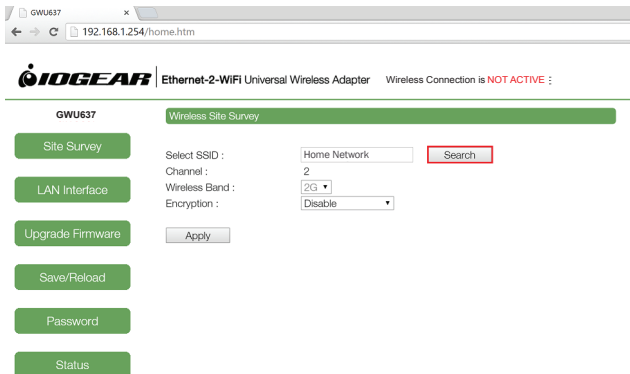 GWU637
192.168.1.254/home.htm
IOGEAR Ethernet-2-WiFi Universal Wireless Adapter Wireless Connection is NOT ACTIVE :
GWU637
Wireless Site Survey
Site Survey
LAN Interface
Upgrade Firmware
Save/Reload
Password
Status
Select SSID : Home Network Search
Channel : 2
Wireless Band : 2G
Encryption : Disable
Apply